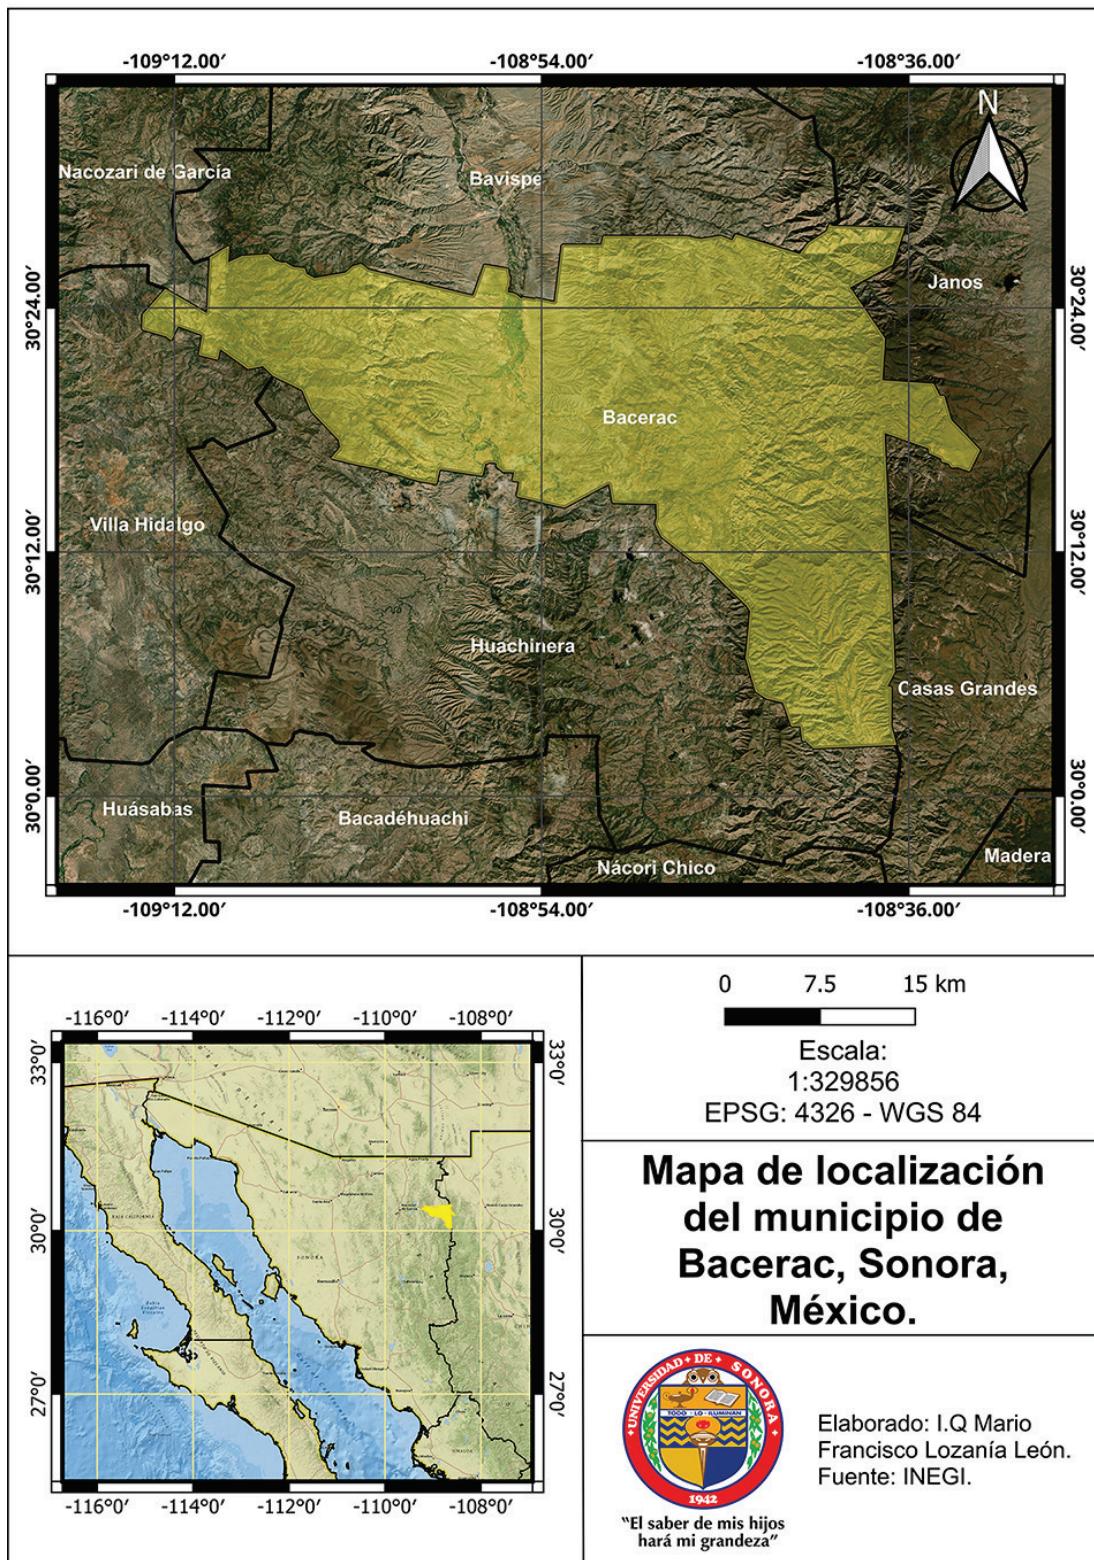 -109°12.00′
-108°54.00′
-108°36.00′
N
Nacozari de García
Bavispe
Janos
30°24.00′
30°24.00′
Bacerac
Villa Hidalgo
30°12.00′
30°12.00′
Huachinera
Casas Grandes
30°0.00′
30°0.00′
Huásabas
Bacadéhuachi
Nácori Chico
Madera
-109°12.00′
-108°54.00′
-108°36.00′
-116°0′
-114°0′
-112°0′
-110°0′
-108°0′
33°0′
33°0′
30°0′
30°0′
27°0′
27°0′
BAJA CALIFORNIA
SONORA
-116°0′
-114°0′
-112°0′
-110°0′
-108°0′
0 7.5 15 km
Escala:
1:329856
EPSG: 4326 - WGS 84
Mapa de localización
del municipio de
Bacerac, Sonora,
México.
UNIVERSIDAD DE SONORA
TODO LO ILUMINAN
1942
"El saber de mis hijos
hará mi grandeza"
Elaborado: I.Q Mario
Francisco Lozanía León.
Fuente: INEGI.